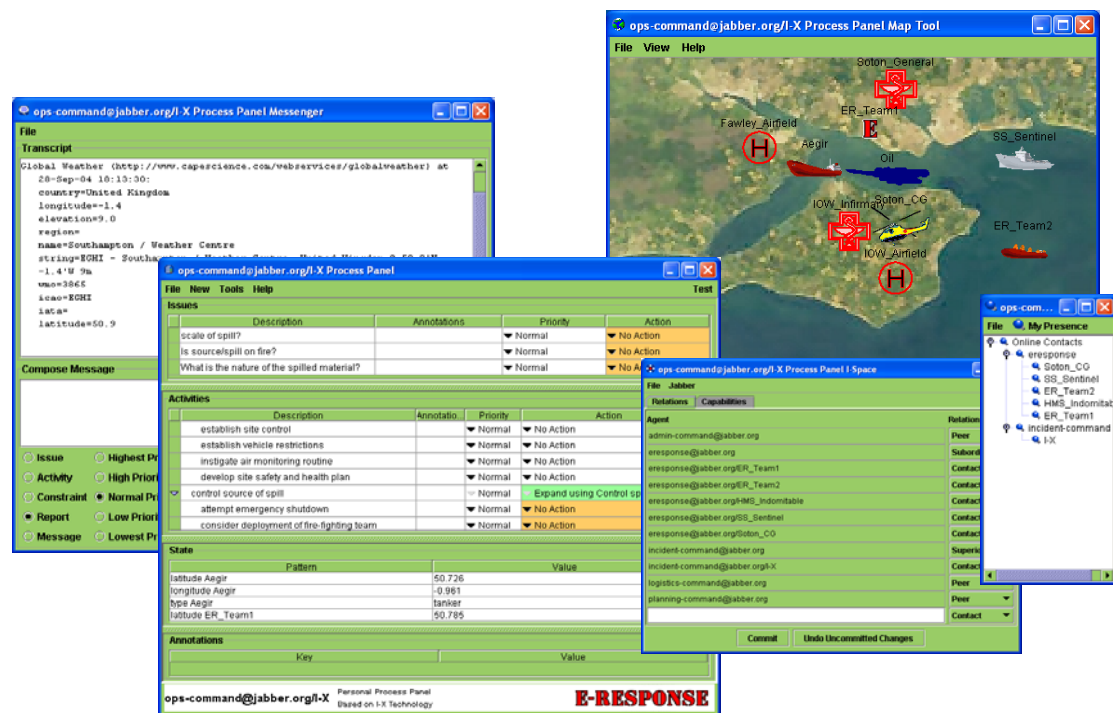 ops-command@jabber.org/I-X Process Panel Map Tool
File View Help
Soton_General
ER_Team1
Fawley_Airfield
Aegir
Oil
SS_Sentinel
IOW_Infirmary
Soton_CG
ER_Team2
IOW_Airfield
ops-command@jabber.org/I-X Process Panel Messenger
File
Transcript
Global Weather (http://www.capescience.com/webservices/globalweather) at
country=United Kingdom
longitude=-1.4
elevation=9.0
region=
name=Southampton / Weather Centre
-1.4'W 9m
wmo=3865
icao=EGHI
iata=
latitude=50.9
Compose Message
Issue Highest Pr
Activity High Priori
Constraint Normal Pri
Report Low Priori
Message Lowest Pr
ops-command@jabber.org/I-X Process Panel
File New Tools Help Test
Issues
Description Annotations Priority Action
scale of spill? Normal No Action
Is source/spill on fire? Normal No Action
What is the nature of the spilled material? Normal No A
Activities
Description Annotatio... Priority Action
establish site control Normal No Action
establish vehicle restrictions Normal No Action
instigate air monitoring routine Normal No Action
develop site safety and health plan Normal No Action
control source of spill Normal Expand using Control sp
attempt emergency shutdown Normal No Action
consider deployment of fire-fighting team Normal No Action
State
Pattern Value
latitude Aegir 50.726
longitude Aegir -0.961
type Aegir tanker
latitude ER_Team1 50.785
Annotations
Key Value
ops-command@jabber.org/I-X
Personal Process Panel
Based on I-X Technology
E-RESPONSE
ops-command@jabber.org/I-X Process Panel I-Space
File Jabber
Relations Capabilities
Agent Relation
admin-command@jabber.org Peer
eresponse@jabber.org Subord
eresponse@jabber.org/ER_Team1 Contact
eresponse@jabber.org/ER_Team2 Contact
eresponse@jabber.org/HMS_Indomitable Contact
eresponse@jabber.org/SS_Sentinel Contact
eresponse@jabber.org/Soton_CG Contact
incident-command@jabber.org Superio
incident-command@jabber.org/I-X Contact
logistics-command@jabber.org Peer
planning-command@jabber.org Peer
Contact
Commit Undo Uncommitted Changes
ops-com...
File My Presence
Online Contacts
eresponse
Soton_CG
SS_Sentinel
ER_Team2
HMS_Indomitab
ER_Team1
incident-command
I-X